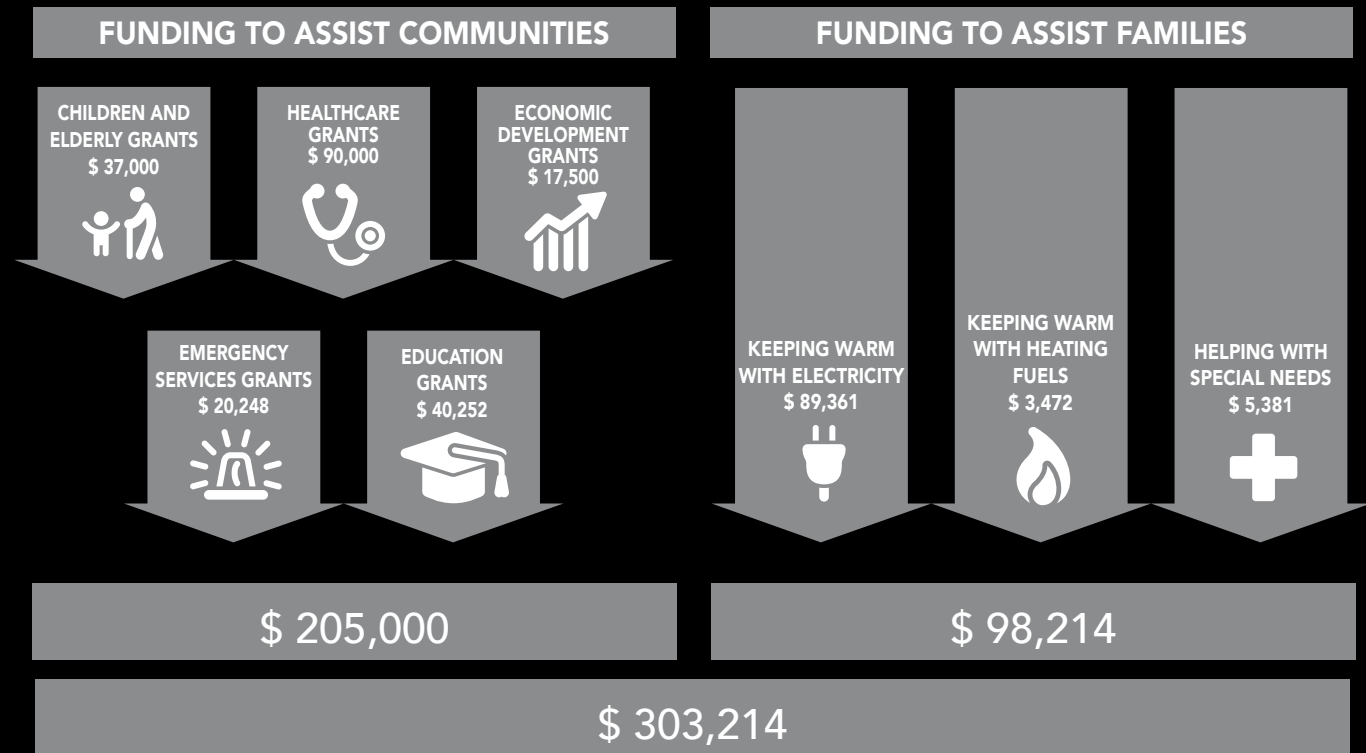 FUNDING TO ASSIST COMMUNITIES
CHILDREN AND
ELDERLY GRANTS
$ 37,000
HEALTHCARE
GRANTS
$ 90,000
ECONOMIC
DEVELOPMENT
GRANTS
$ 17,500
EMERGENCY
SERVICES GRANTS
$ 20,248
EDUCATION
GRANTS
$ 40,252
$ 205,000
FUNDING TO ASSIST FAMILIES
KEEPING WARM
WITH ELECTRICITY
$ 89,361
KEEPING WARM
WITH HEATING
FUELS
$ 3,472
HELPING WITH
SPECIAL NEEDS
$ 5,381
$ 98,214
$ 303,214